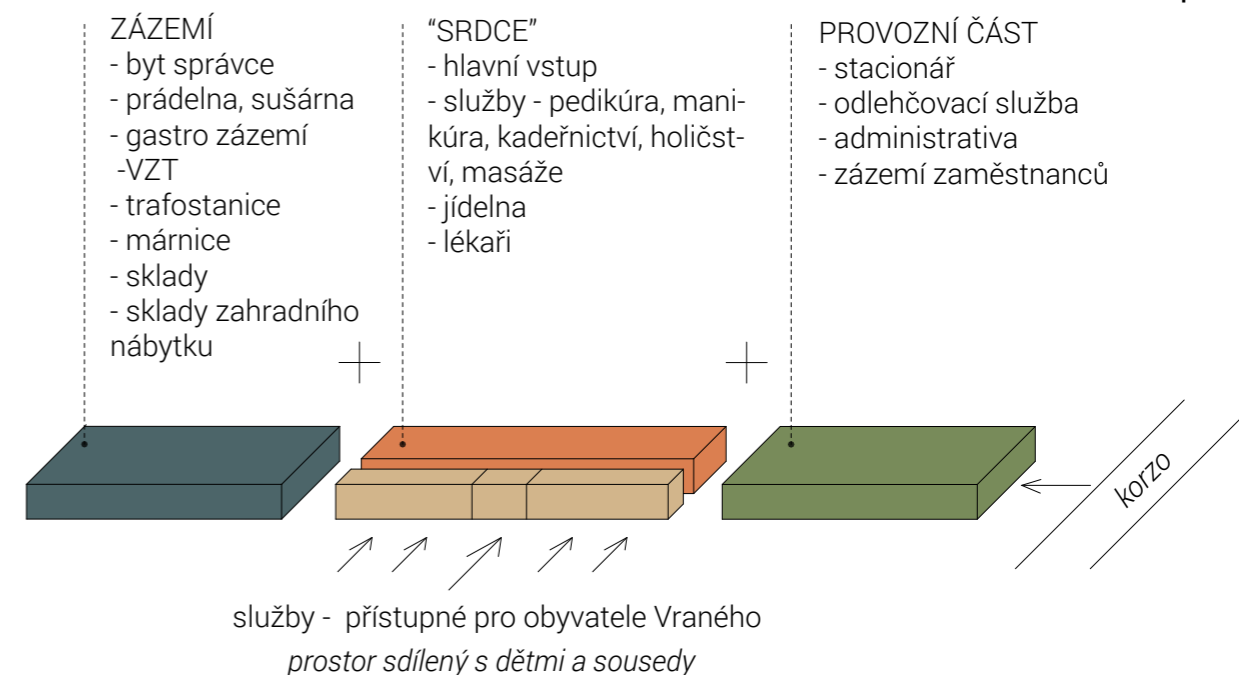 ZÁZEMÍ
- byt správce
- prádelna, sušárna
- gastro zázemí
-VZT
- trafostanice
- márnice
- sklady
- sklady zahradního
nábytku
“SRDCE”
- hlavní vstup
- služby - pedikúra, mani-
kúra, kadeřnictví, holičst-
ví, masáže
- jídelna
- lékaři
PROVOZNÍ ČÁST
- stacionář
- odlehčovací služba
- administrativa
- zázemí zaměstnanců
korzo
služby - přístupné pro obyvatele Vraného
prostor sdílený s dětmi a sousedy